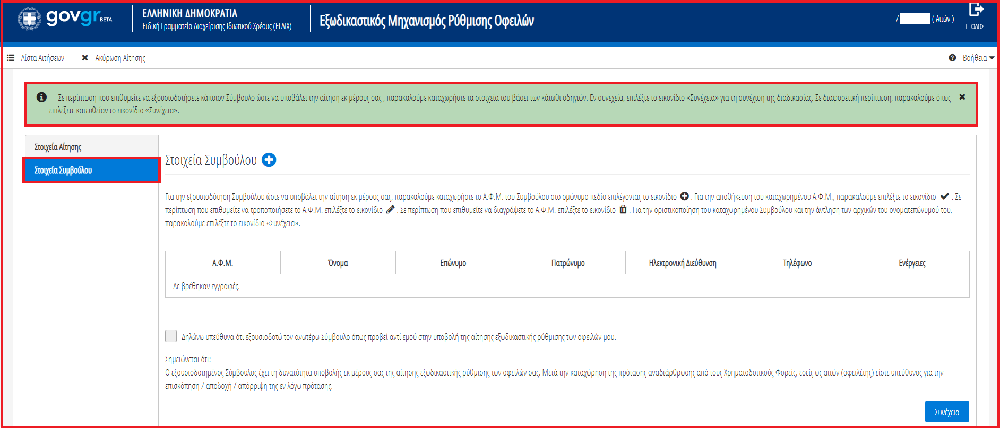 govgr BETA
ΕΛΛΗΝΙΚΗ ΔΗΜΟΚΡΑΤΙΑ
Ειδική Γραμματεία Διαχείρισης Ιδιωτικού Χρέους (ΕΓΔΙΧ)
Εξωδικαστικός Μηχανισμός Ρύθμισης Οφειλών
/ ( Αιτών )
ΕΞΟΔΟΣ
Λίστα Αιτήσεων
Ακύρωση Αίτησης
Βοήθεια
Σε περίπτωση που επιθυμείτε να εξουσιοδοτήσετε κάποιον Σύμβουλο ώστε να υποβάλει την αίτηση εκ μέρους σας , παρακαλούμε καταχωρήστε τα στοιχεία του βάσει των κάτωθι οδηγιών. Εν συνεχεία, επιλέξτε το εικονίδιο «Συνέχεια» για τη συνέχιση της διαδικασίας. Σε διαφορετική περίπτωση, παρακαλούμε όπως
επιλέξετε κατευθείαν το εικονίδιο «Συνέχεια».
Στοιχεία Αίτησης
Στοιχεία Συμβούλου
Στοιχεία Συμβούλου
Για την εξουσιοδότηση Συμβούλου ώστε να υποβάλει την αίτηση εκ μέρους σας, παρακαλούμε καταχωρήστε το Α.Φ.Μ. του Συμβούλου στο ομώνυμο πεδίο επιλέγοντας το εικονίδιο . Για την αποθήκευση του καταχωρημένου Α.Φ.Μ., παρακαλούμε επιλέξτε το εικονίδιο . Σε
περίπτωση που επιθυμείτε να τροποποιήσετε το Α.Φ.Μ. επιλέξτε το εικονίδιο . Σε περίπτωση που επιθυμείτε να διαγράψετε το Α.Φ.Μ. επιλέξτε το εικονίδιο . Για την οριστικοποίηση του καταχωρημένου Συμβούλου και την άντληση των αρχικών του ονοματεπώνυμού του,
παρακαλούμε επιλέξτε το εικονίδιο «Συνέχεια».
Α.Φ.Μ. Όνομα Επώνυμο Πατρώνυμο Ηλεκτρονική Διεύθυνση Τηλέφωνο Ενέργειες
Δε βρέθηκαν εγγραφές.
Δηλώνω υπεύθυνα ότι εξουσιοδοτώ τον ανωτέρω Σύμβουλο όπως προβεί αντί εμού στην υποβολή της αίτησης εξωδικαστικής ρύθμισης των οφειλών μου.
Σημειώνεται ότι:
Ο εξουσιοδοτημένος Σύμβουλος έχει τη δυνατότητα υποβολής εκ μέρους σας της αίτησης εξωδικαστικής ρύθμισης των οφειλών σας. Μετά την καταχώρηση της πρότασης αναδιάρθρωσης από τους Χρηματοδοτικούς Φορείς, εσείς ως αιτών (οφειλέτης) είστε υπεύθυνος για την
επισκόπηση / αποδοχή / απόρριψη της εν λόγω πρότασης.
Συνέχεια